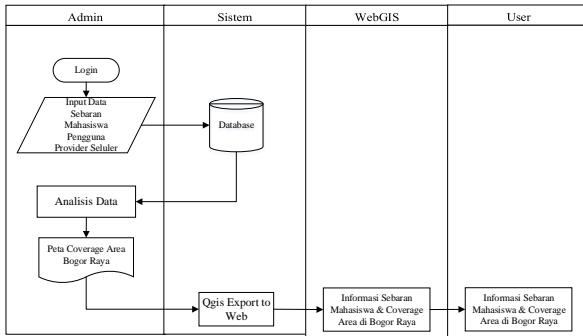 Admin
Sistem
WebGIS
User
Login
Input Data
Sebaran
Mahasiswa
Pengguna
Provider Seluler
Database
Analisis Data
Peta Coverage Area
Bogor Raya
Qgis Export to
Web
Informasi Sebaran
Mahasiswa & Coverage
Area di Bogor Raya
Informasi Sebaran
Mahasiswa & Coverage
Area di Bogor Raya